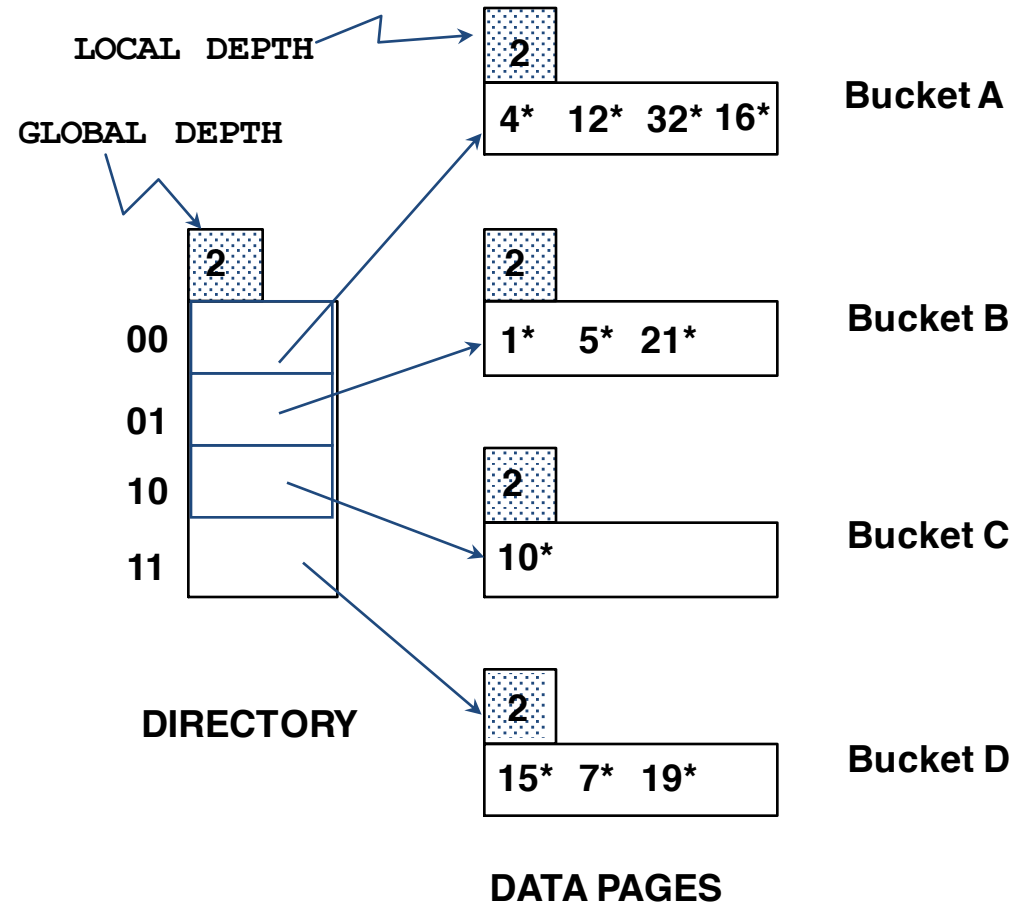 LOCAL DEPTH
2
4* 12* 32* 16*
Bucket A
GLOBAL DEPTH
2
00
01
10
11
DIRECTORY
2
1* 5* 21*
Bucket B
2
10*
Bucket C
2
15* 7* 19*
Bucket D
DATA PAGES